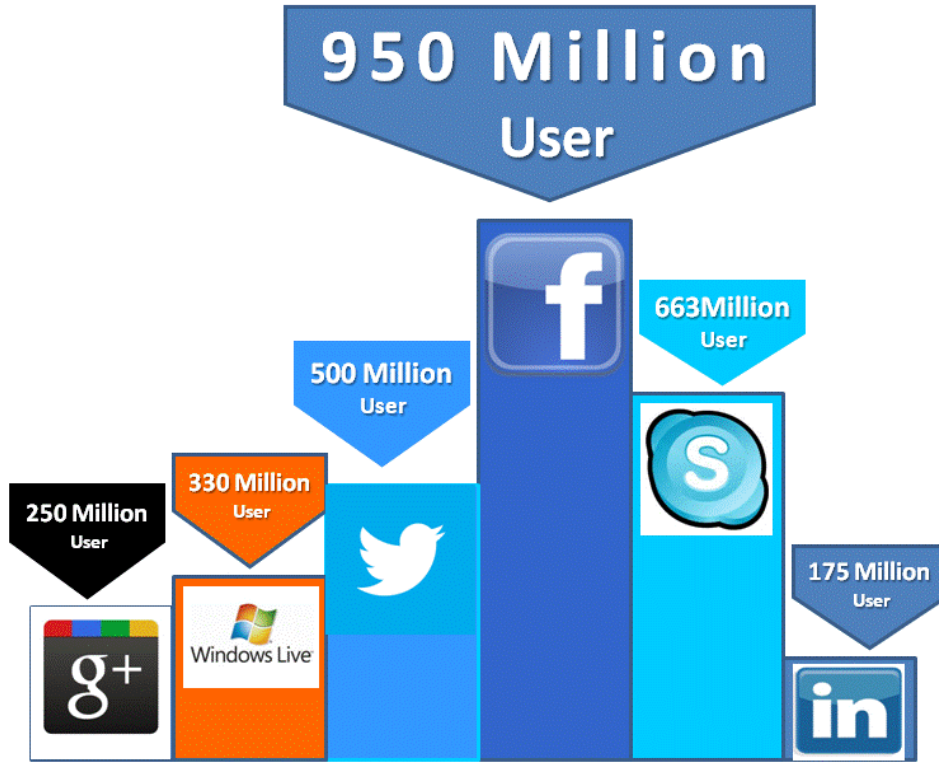 950 Million
User
f
663Million
User
500 Million
User
S
330 Million
User
250 Million
User
175 Million
User
Windows Live
g+
in